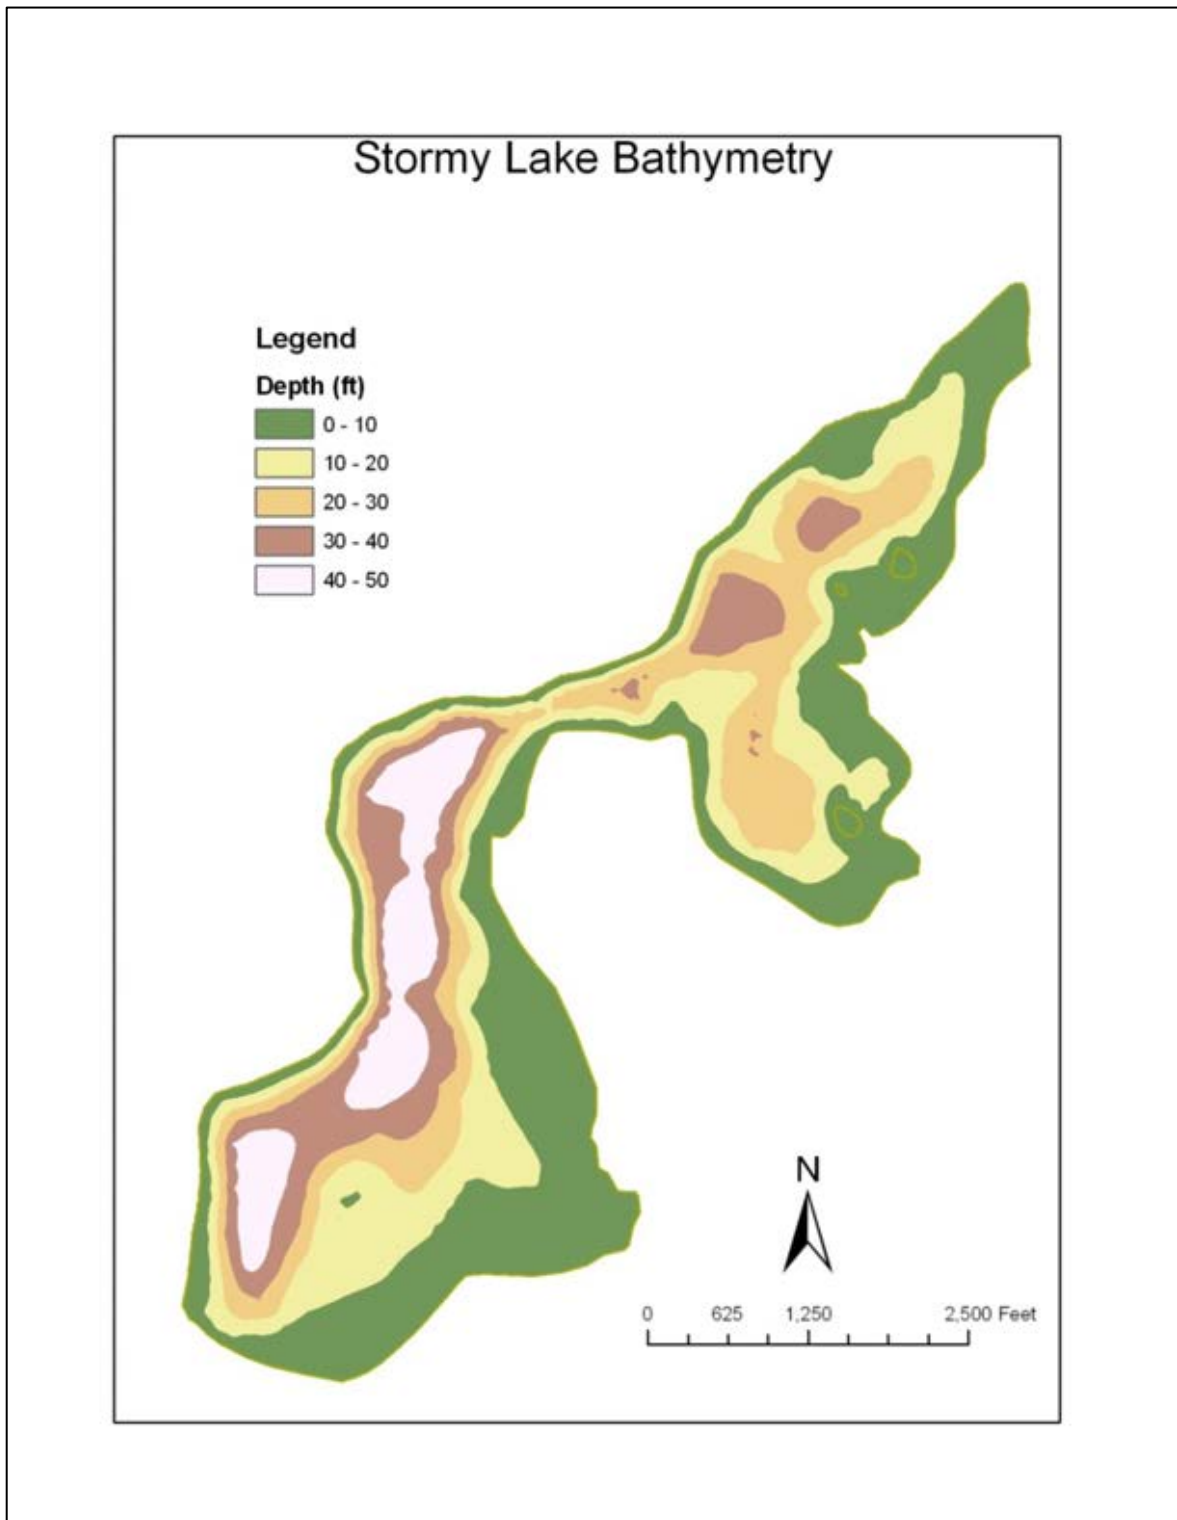 Stormy Lake Bathymetry
Legend
Depth (ft)
0 - 10
10 - 20
20 - 30
30 - 40
40 - 50
N
0 625 1,250 2,500 Feet